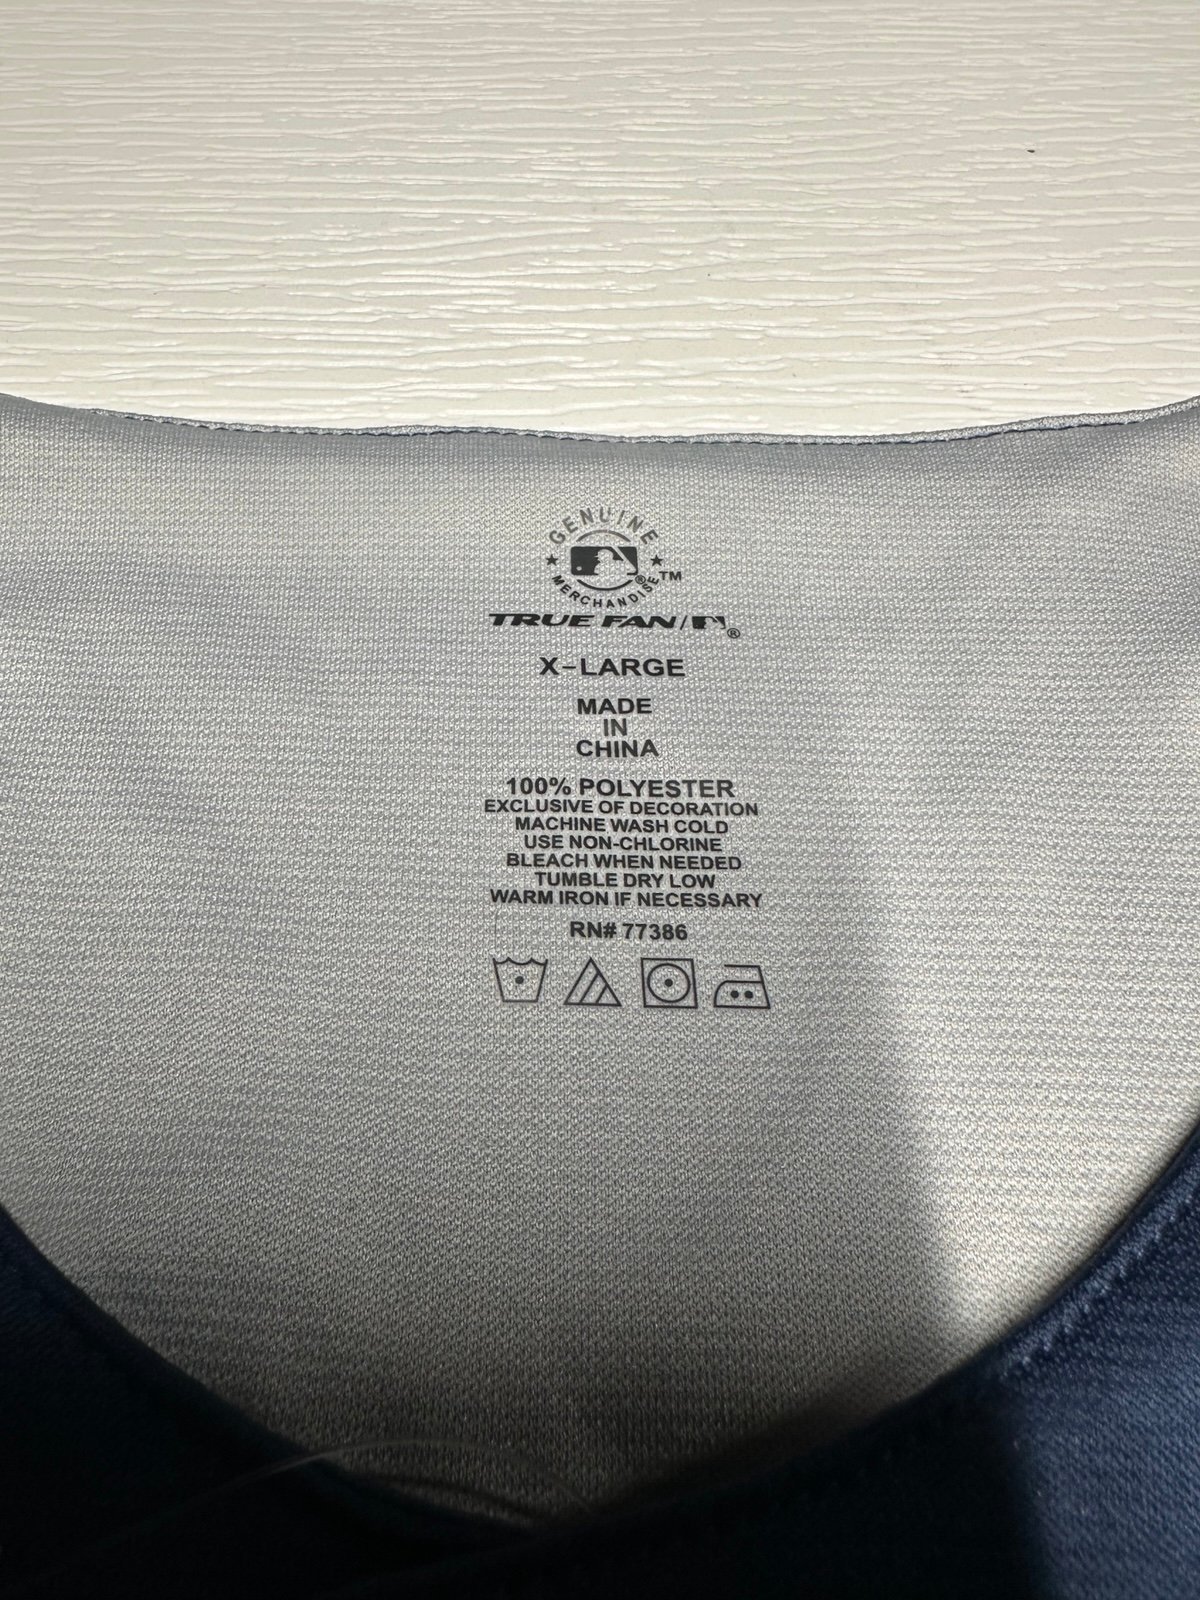 GENUINE
MERCHANDISE®™
TRUE FAN/®
X-LARGE
MADE
IN
CHINA
100% POLYESTER
EXCLUSIVE OF DECORATION
MACHINE WASH COLD
USE NON-CHLORINE
BLEACH WHEN NEEDED
TUMBLE DRY LOW
WARM IRON IF NECESSARY
RN# 77386